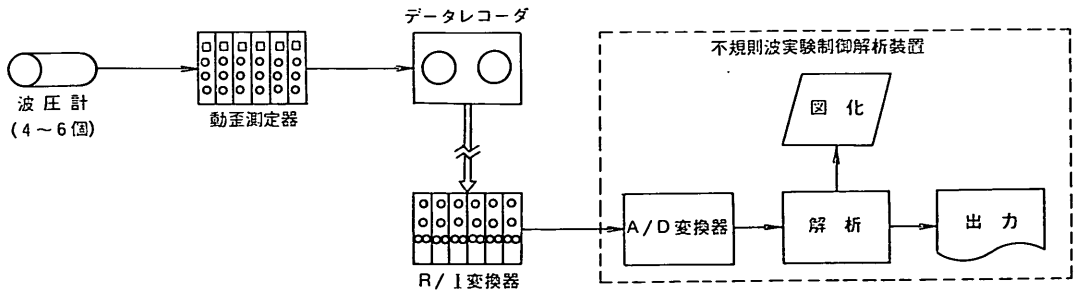 データレコーダ
不規則波実験制御解析装置
波圧計
(4～6個)
動歪測定器
図化
A/D変換器
解析
出力
R/I変換器